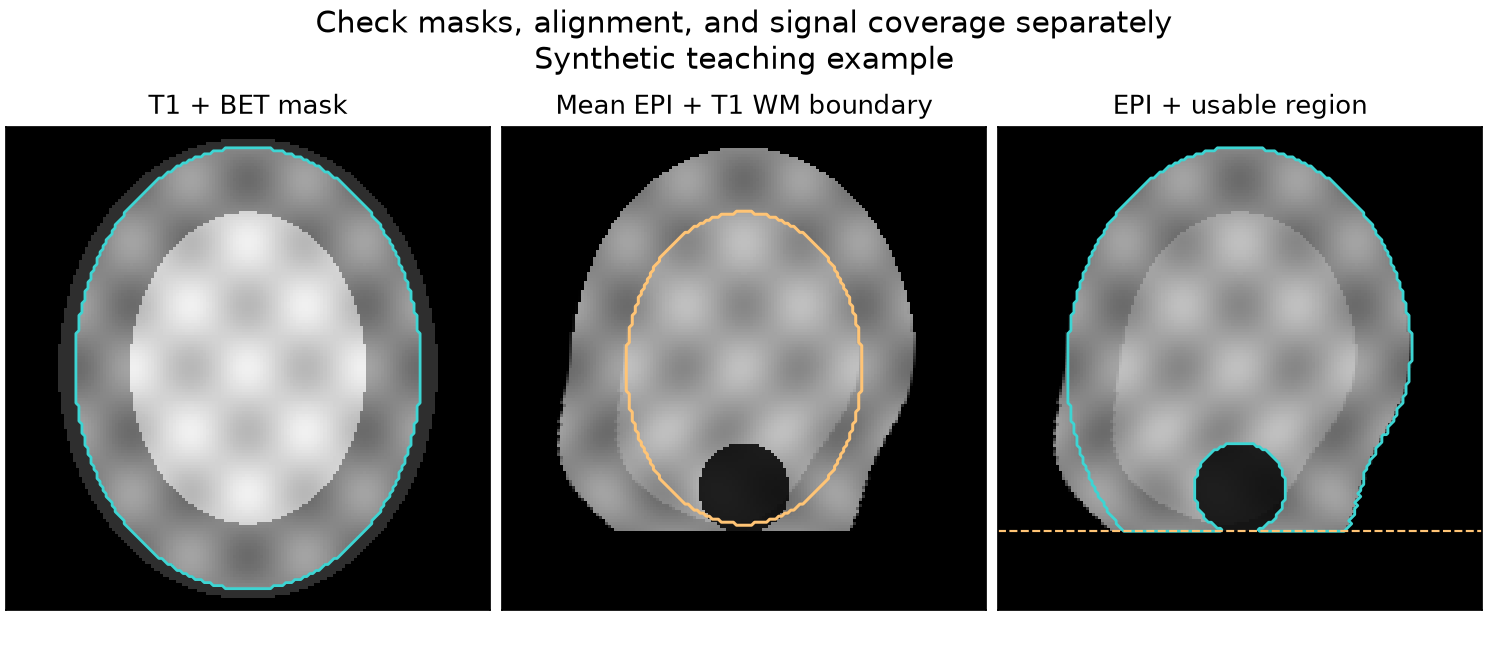 Check masks, alignment, and signal coverage separately
Synthetic teaching example
T1 + BET mask
Mean EPI + T1 WM boundary
EPI + usable region